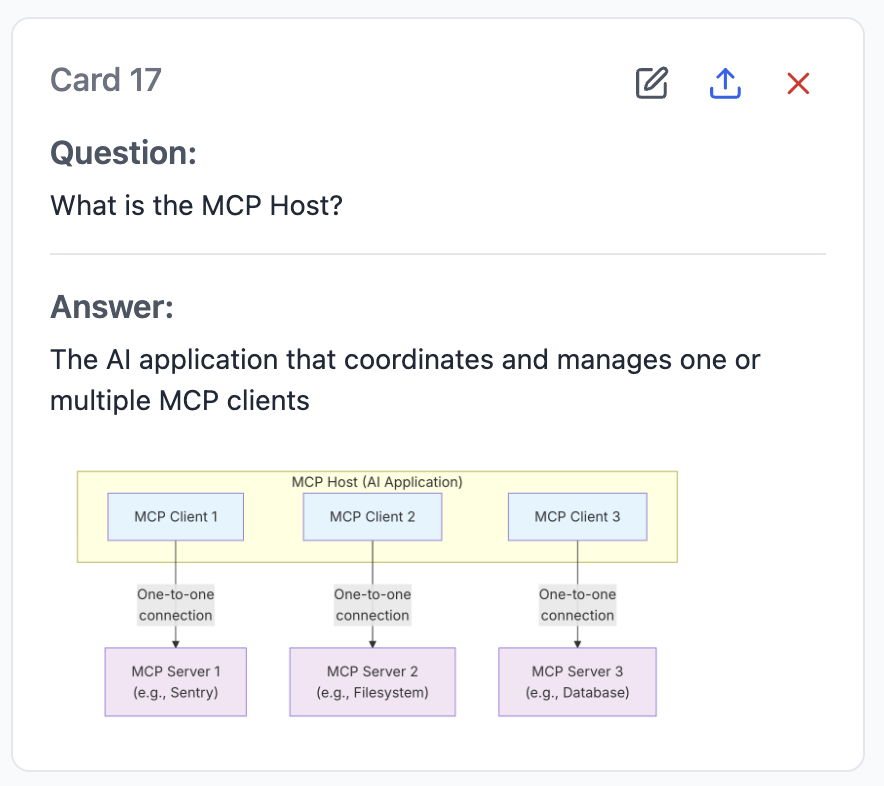 Card 17
Question:
What is the MCP Host?
Answer:
The AI application that coordinates and manages one or
multiple MCP clients
MCP Host (AI Application)
MCP Client 1
MCP Client 2
MCP Client 3
One-to-one
connection
One-to-one
connection
One-to-one
connection
MCP Server 1
(e.g., Sentry)
MCP Server 2
(e.g., Filesystem)
MCP Server 3
(e.g., Database)